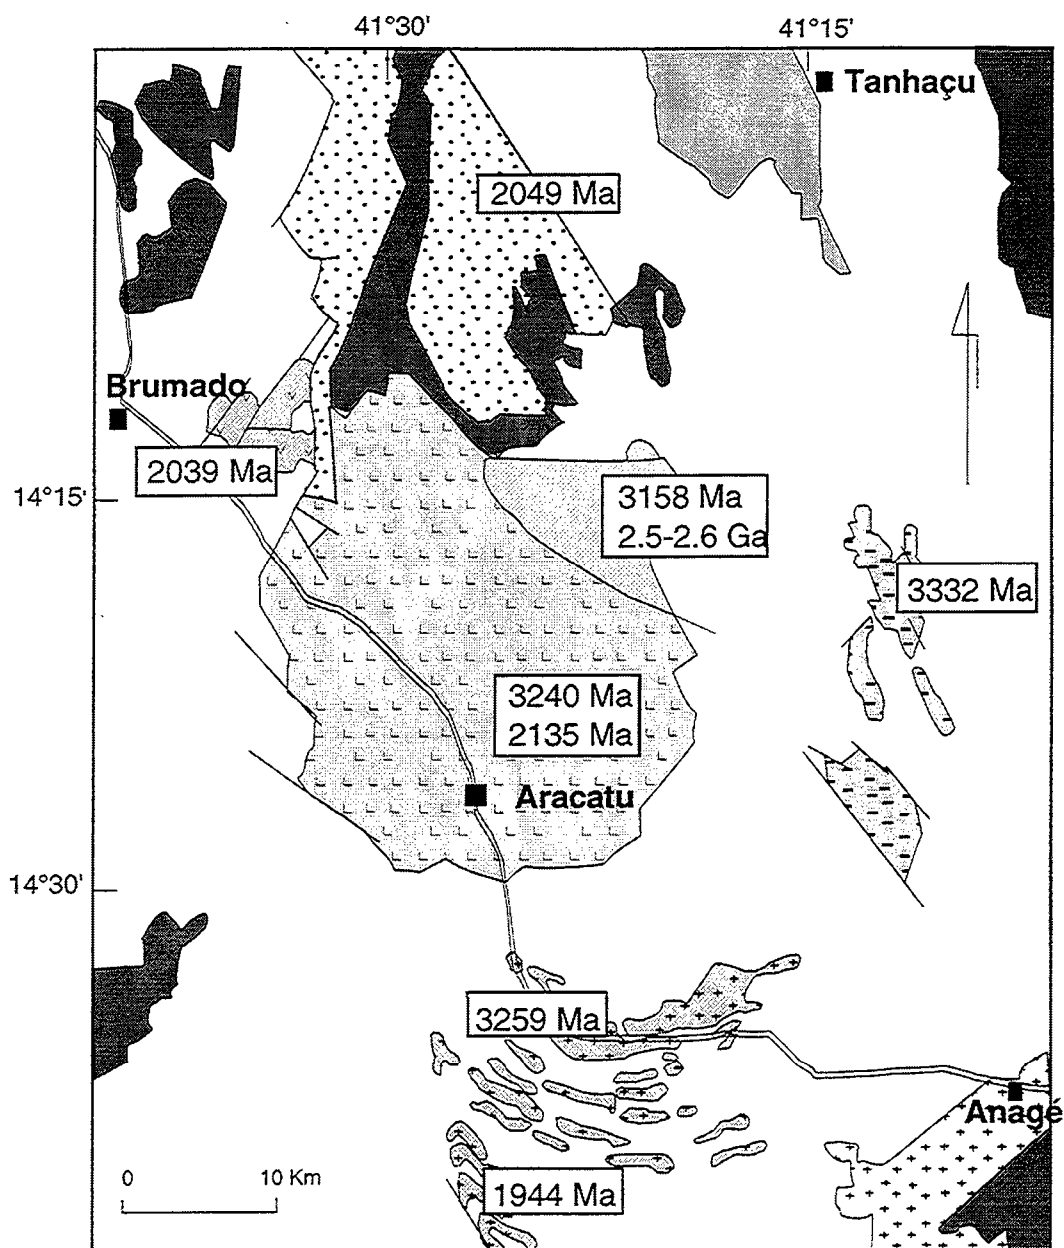 41°30'
41°15'
Tanhaçu
2049 Ma
Brumado
2039 Ma
14°15'
3158 Ma
2.5-2.6 Ga
3332 Ma
3240 Ma
2135 Ma
Aracatu
14°30'
3259 Ma
Anagé
0 10 Km
1944 Ma